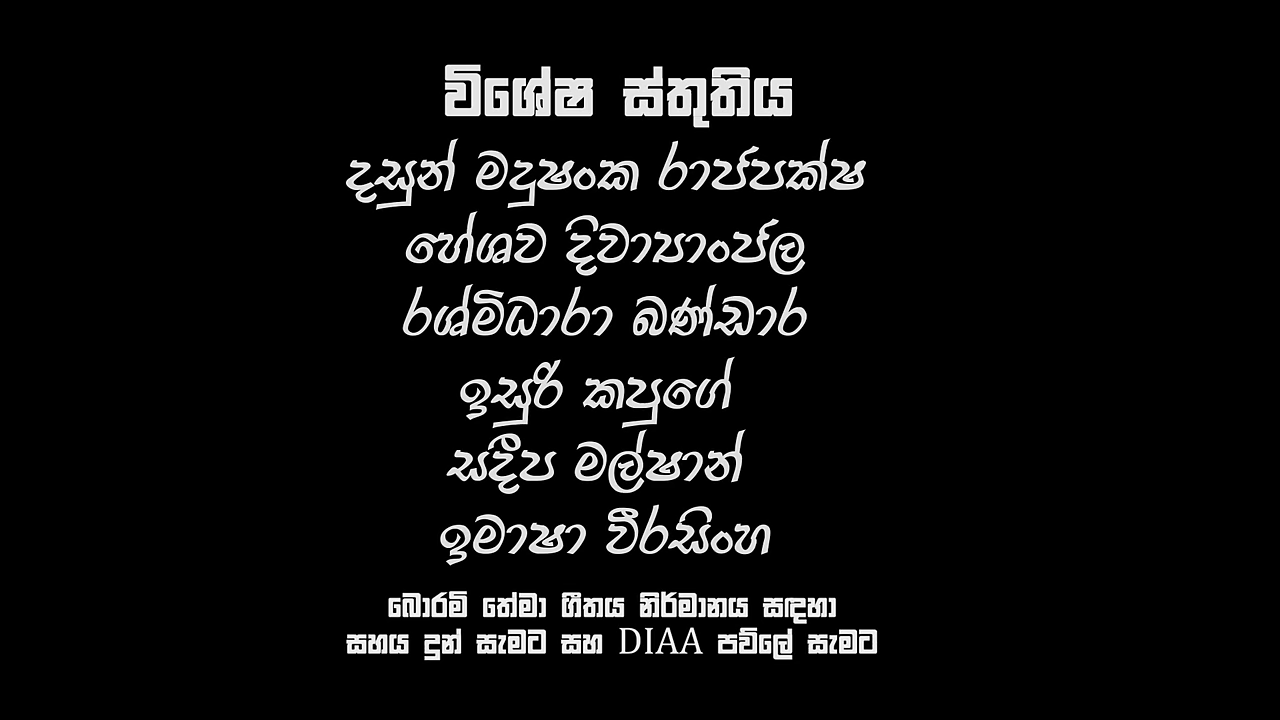 විශේෂ ස්තූතිය
දසුන් මදුෂංක රාජපක්ෂ
හේශව දිව්‍යාංජල
රශ්මිධාරා බණ්ඩාර
ඉසුරි කපුගේ
සදීප මල්ෂාන්
ඉමාෂා වීරසිංහ
බොරමි තේමා ගීතය නිර්මානය සඳහා
සහය දුන් සැමට සහ DIAA පවුලේ සැමට